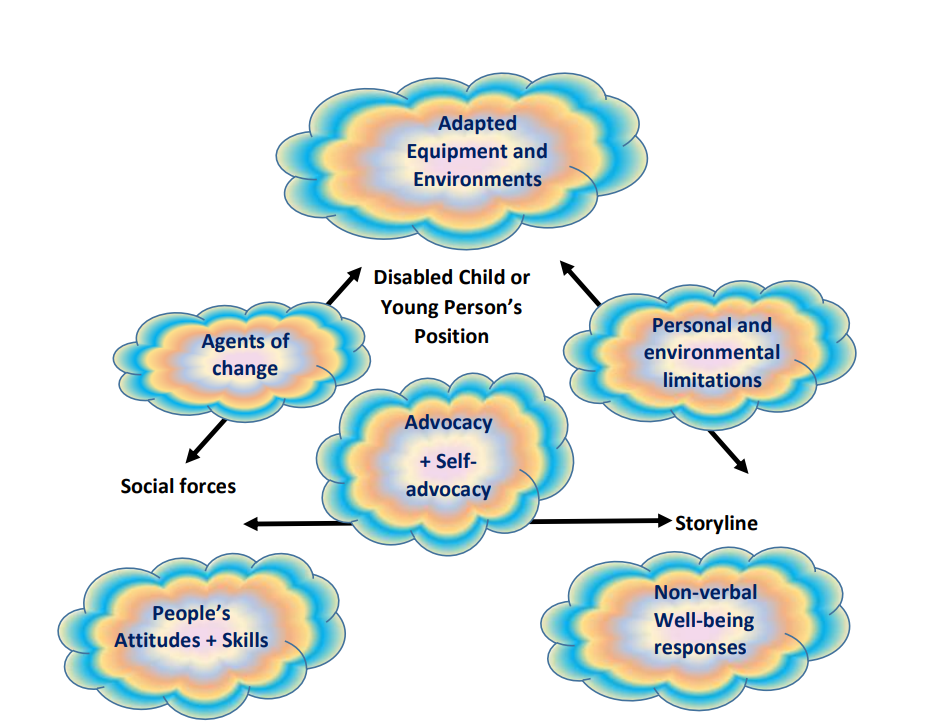 Adapted
Equipment and
Environments
Disabled Child or
Young Person's
Position
Agents of
change
Personal and
environmental
limitations
Advocacy
+ Self-
advocacy
Social forces
Storyline
People's
Attitudes + Skills
Non-verbal
Well-being
responses